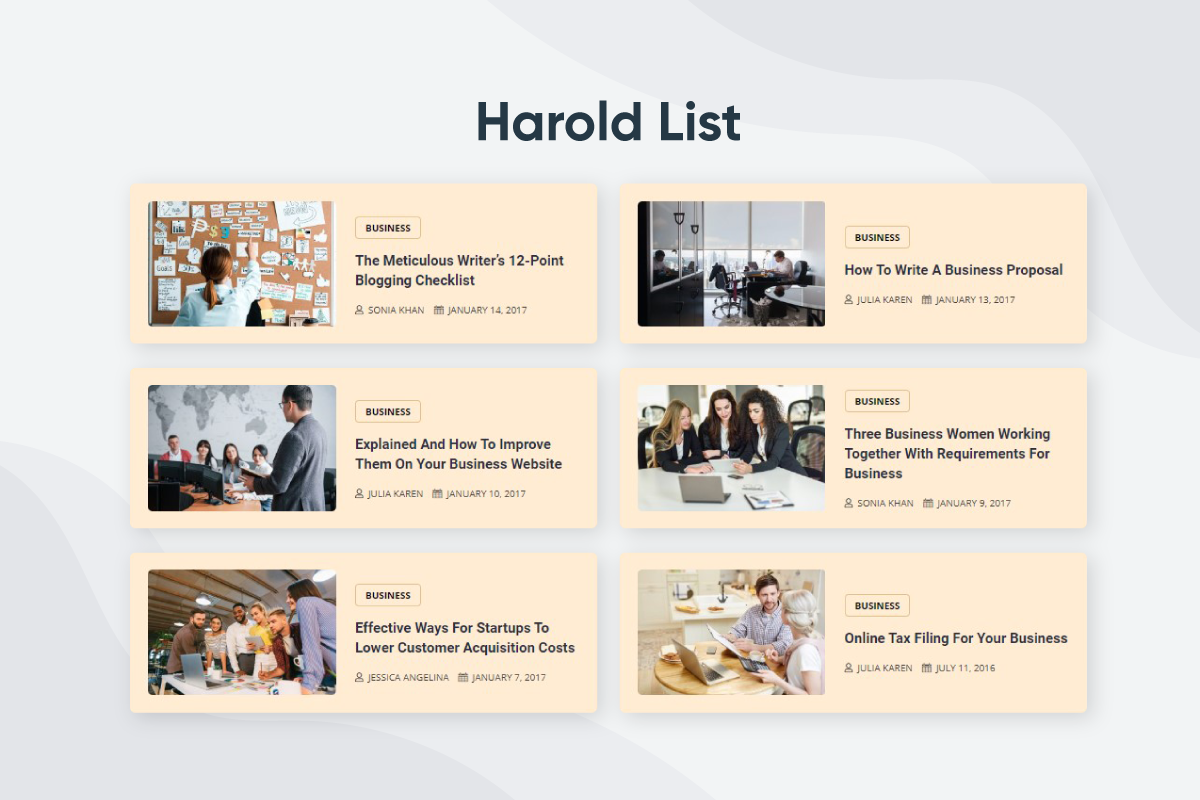 Harold List
BUSINESS
The Meticulous Writer's 12-Point
Blogging Checklist
SONIA KHAN JANUARY 14, 2017
BUSINESS
How To Write A Business Proposal
JULIA KAREN JANUARY 13, 2017
BUSINESS
Explained And How To Improve
Them On Your Business Website
JULIA KAREN JANUARY 10, 2017
BUSINESS
Three Business Women Working
Together With Requirements For
Business
SONIA KHAN JANUARY 9, 2017
BUSINESS
Effective Ways For Startups To
Lower Customer Acquisition Costs
JESSICA ANGELINA JANUARY 7, 2017
BUSINESS
Online Tax Filing For Your Business
JULIA KAREN JULY 11, 2016